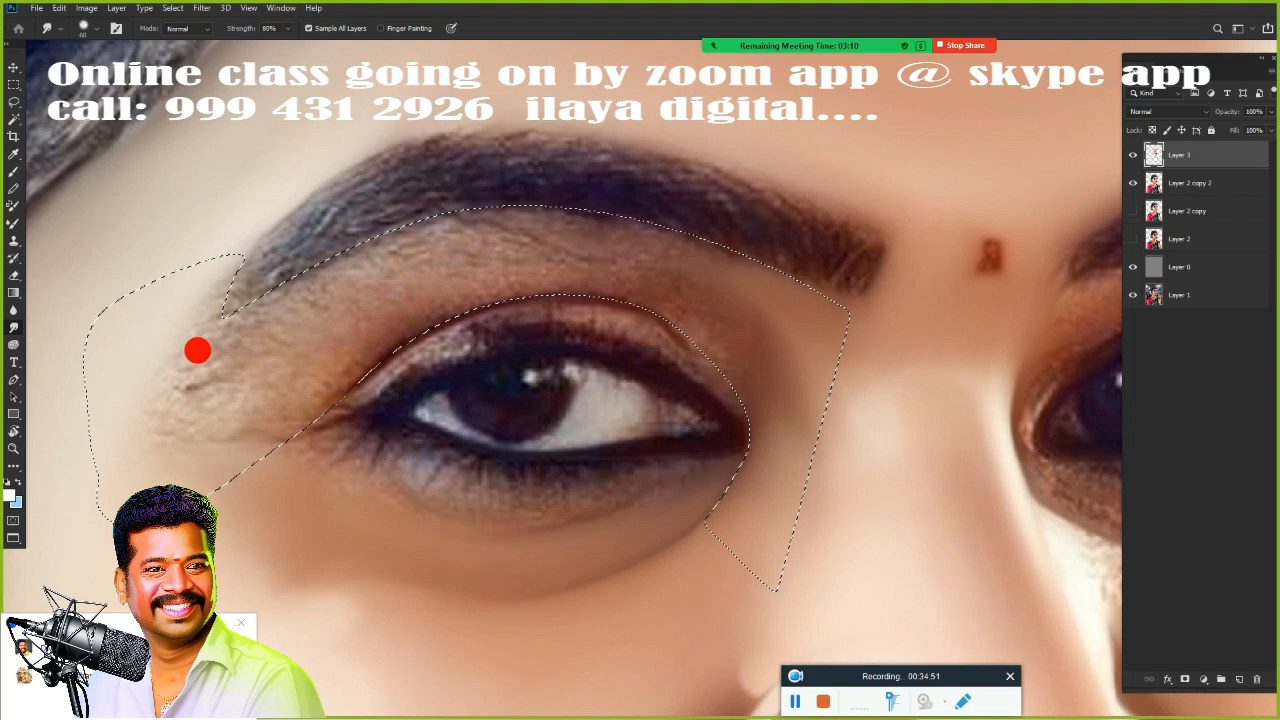 File Edit Image Layer Type Select Filter 3D View Window Help
60 Mode: Normal Strength: 80% Sample All Layers Finger Painting
Remaining Meeting Time: 03:10 Stop Share
Online class going on by zoom app @ skype app
call: 999 431 2926 ilaya digital....
Kind
Normal Opacity: 100%
Lock: Fill: 100%
Layer 3
Layer 2 copy 2
Layer 2 copy
Layer 2
Layer 0
Layer 1
Recording... 00:34:51